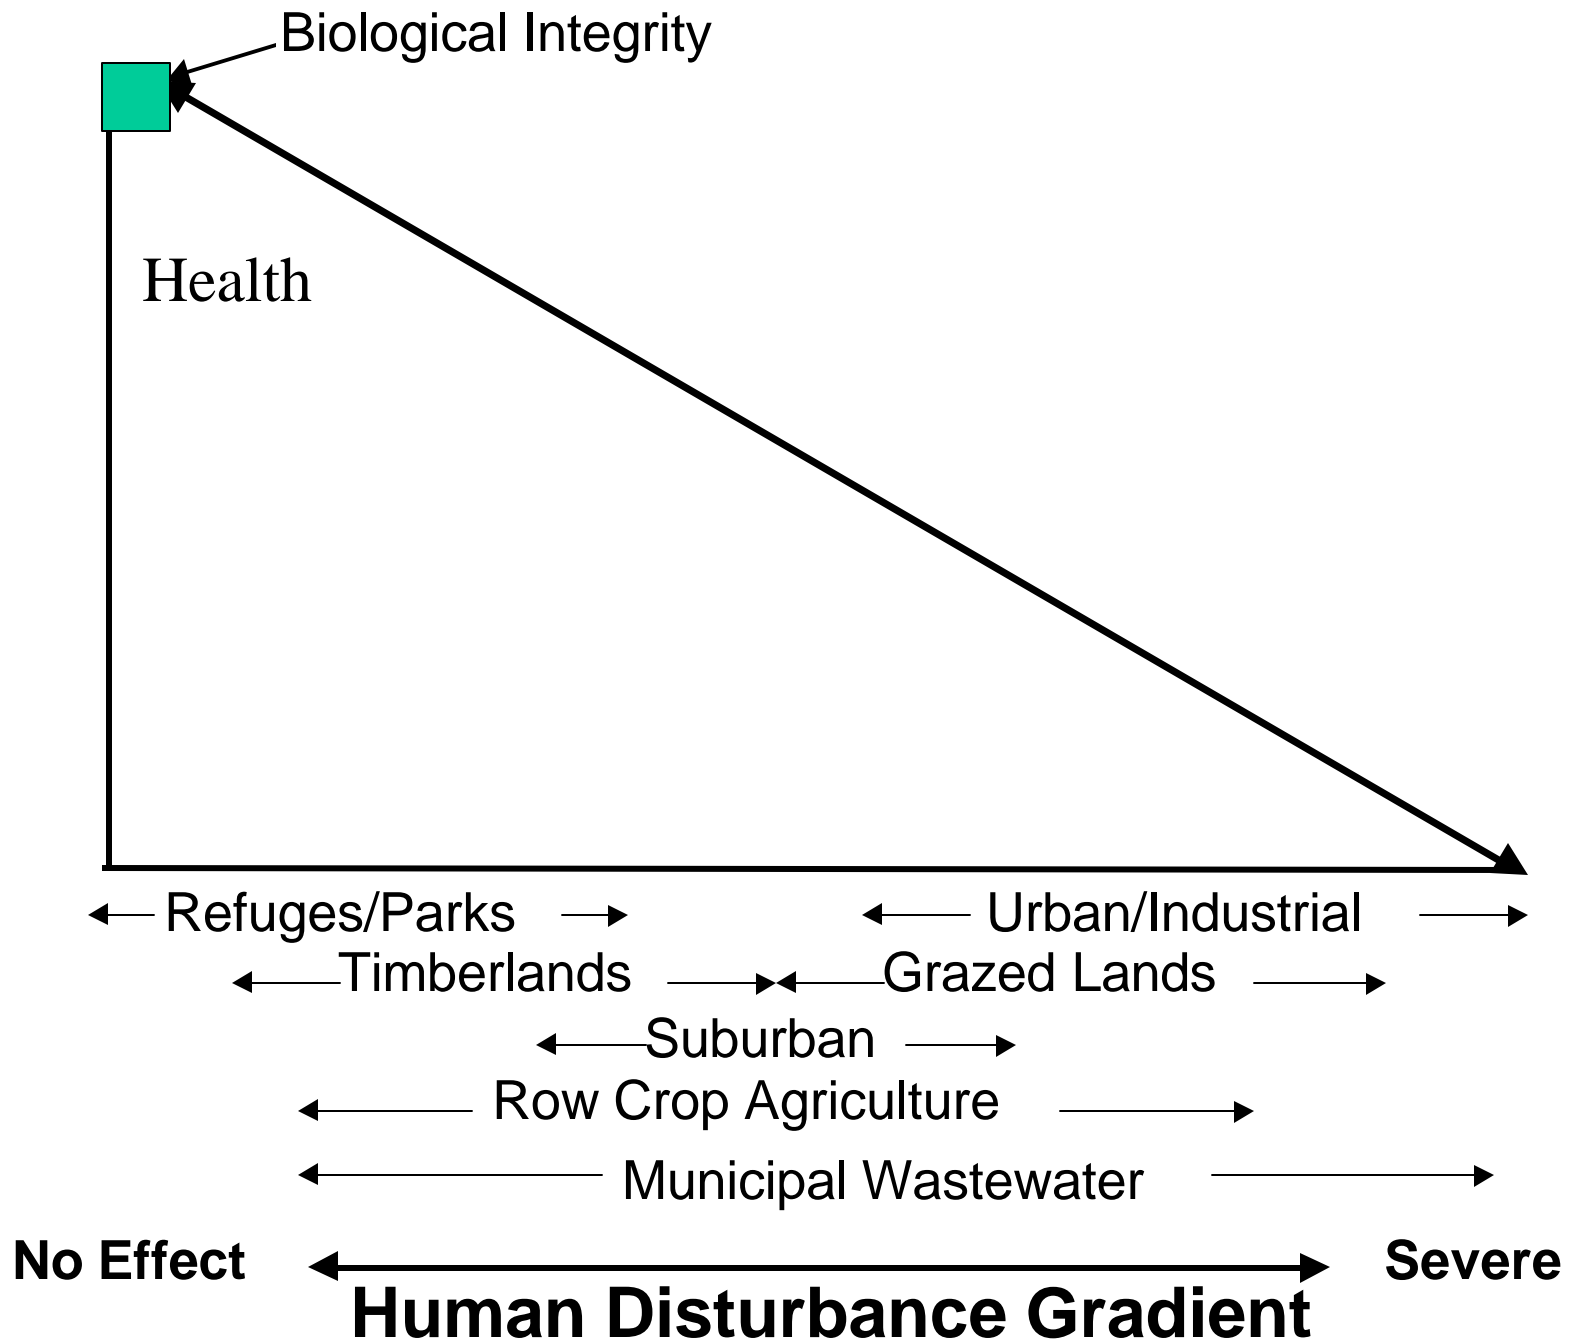 Biological Integrity
Health
Refuges/Parks Urban/Industrial
Timberlands Grazed Lands
Suburban
Row Crop Agriculture
Municipal Wastewater
No Effect Severe
Human Disturbance Gradient